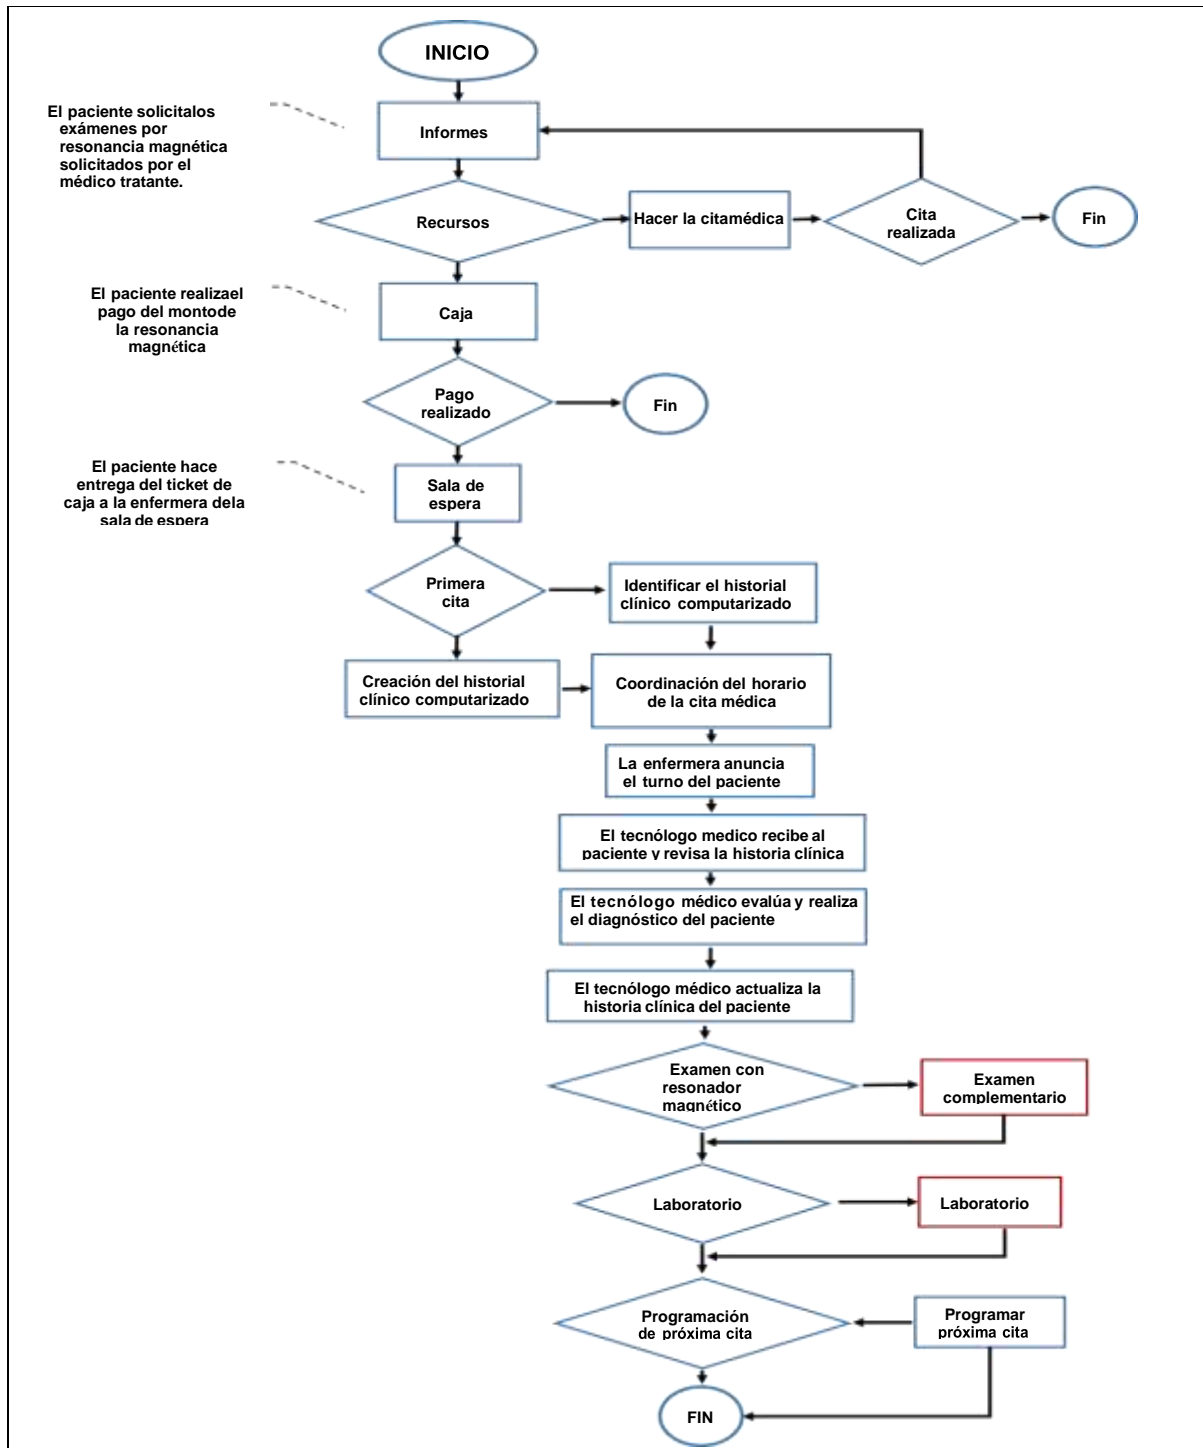 INICIO
El paciente solicitalos
exámenes por
resonancia magnética
solicitados por el
médico tratante.
Informes
Recursos
Hacer la citamédica
Cita
realizada
Fin
El paciente realizael
pago del montode
la resonancia
magnética
Caja
Pago
realizado
Fin
El paciente hace
entrega del ticket de
caja a la enfermera dela
sala de espera
Sala de
espera
Primera
cita
Identificar el historial
clínico computarizado
Creación del historial
clínico computarizado
Coordinación del horario
de la cita médica
La enfermera anuncia
el turno del paciente
El tecnólogo medico recibe al
paciente y revisa la historia clínica
El tecnólogo médico evalúa y realiza
el diagnóstico del paciente
El tecnólogo médico actualiza la
historia clínica del paciente
Examen con
resonador
magnético
Examen
complementario
Laboratorio
Laboratorio
Programación
de próxima cita
Programar
próxima cita
FIN